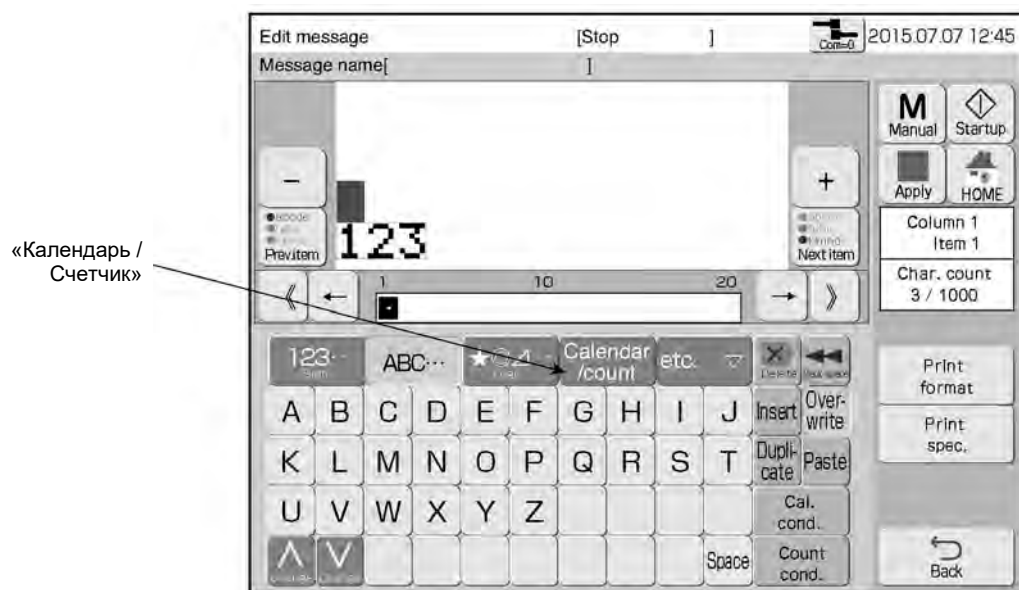 Edit message [Stop ] Com=0 2015.07.07 12:45
Message name[ ]
M
Manual
Startup
Apply
HOME
Column 1
Item 1
Char. count
3 / 1000
− +
123
Prev.item
Next item
«Календарь /
Счетчик»
《 ← 1 10 20 → 》
123··· ABC··· ★ Calendar
/count etc. Delete
A B C D E F G H I J Insert Over-
write
K L M N O P Q R S T Dupli-
cate Paste
U V W X Y Z Cal.
cond.
Space Count
cond.
Print
format
Print
spec.
Back